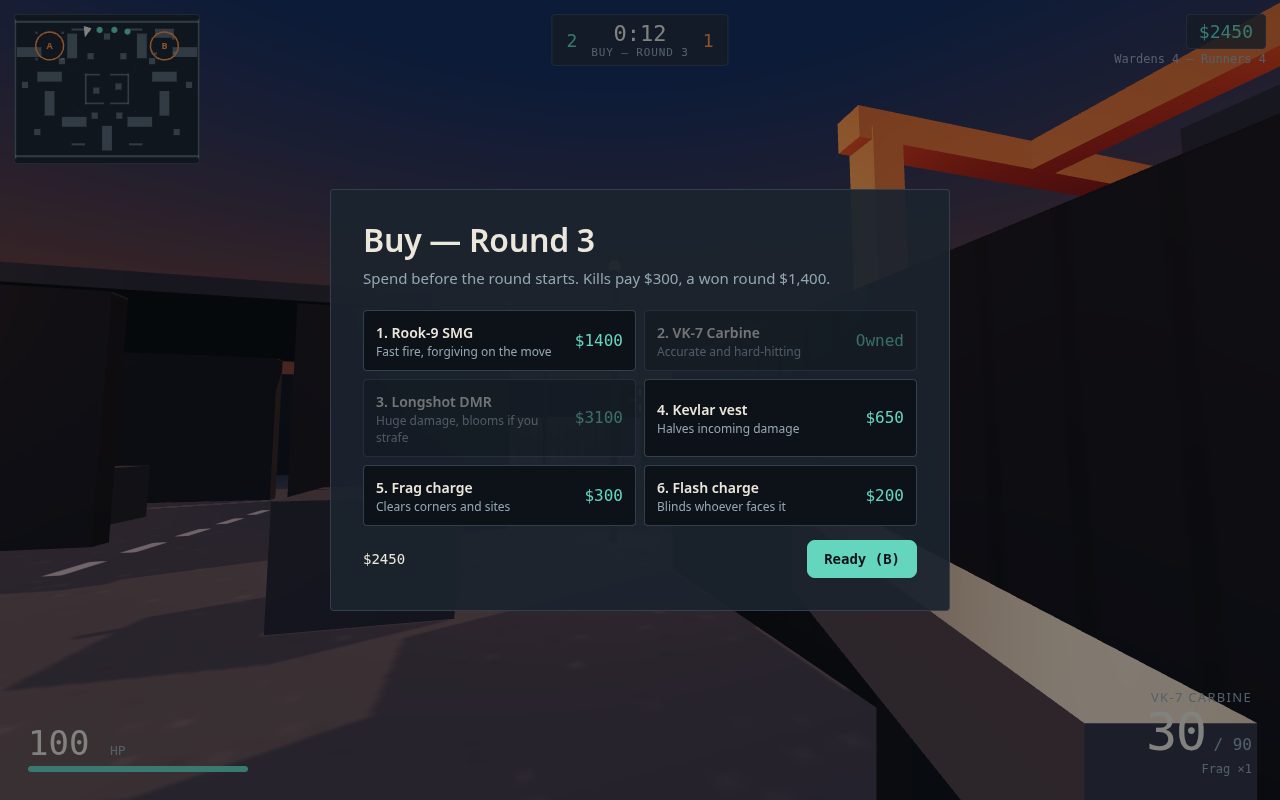 A
B
2 0:12 1
BUY — ROUND 3
$2450
Wardens 4 — Runners 4
Buy — Round 3
Spend before the round starts. Kills pay $300, a won round $1,400.
1. Rook-9 SMG
Fast fire, forgiving on the move
$1400
2. VK-7 Carbine
Accurate and hard-hitting
Owned
3. Longshot DMR
Huge damage, blooms if you
strafe
$3100
4. Kevlar vest
Halves incoming damage
$650
5. Frag charge
Clears corners and sites
$300
6. Flash charge
Blinds whoever faces it
$200
$2450
Ready (B)
100 HP
VK-7 CARBINE
30 / 90
Frag ×1